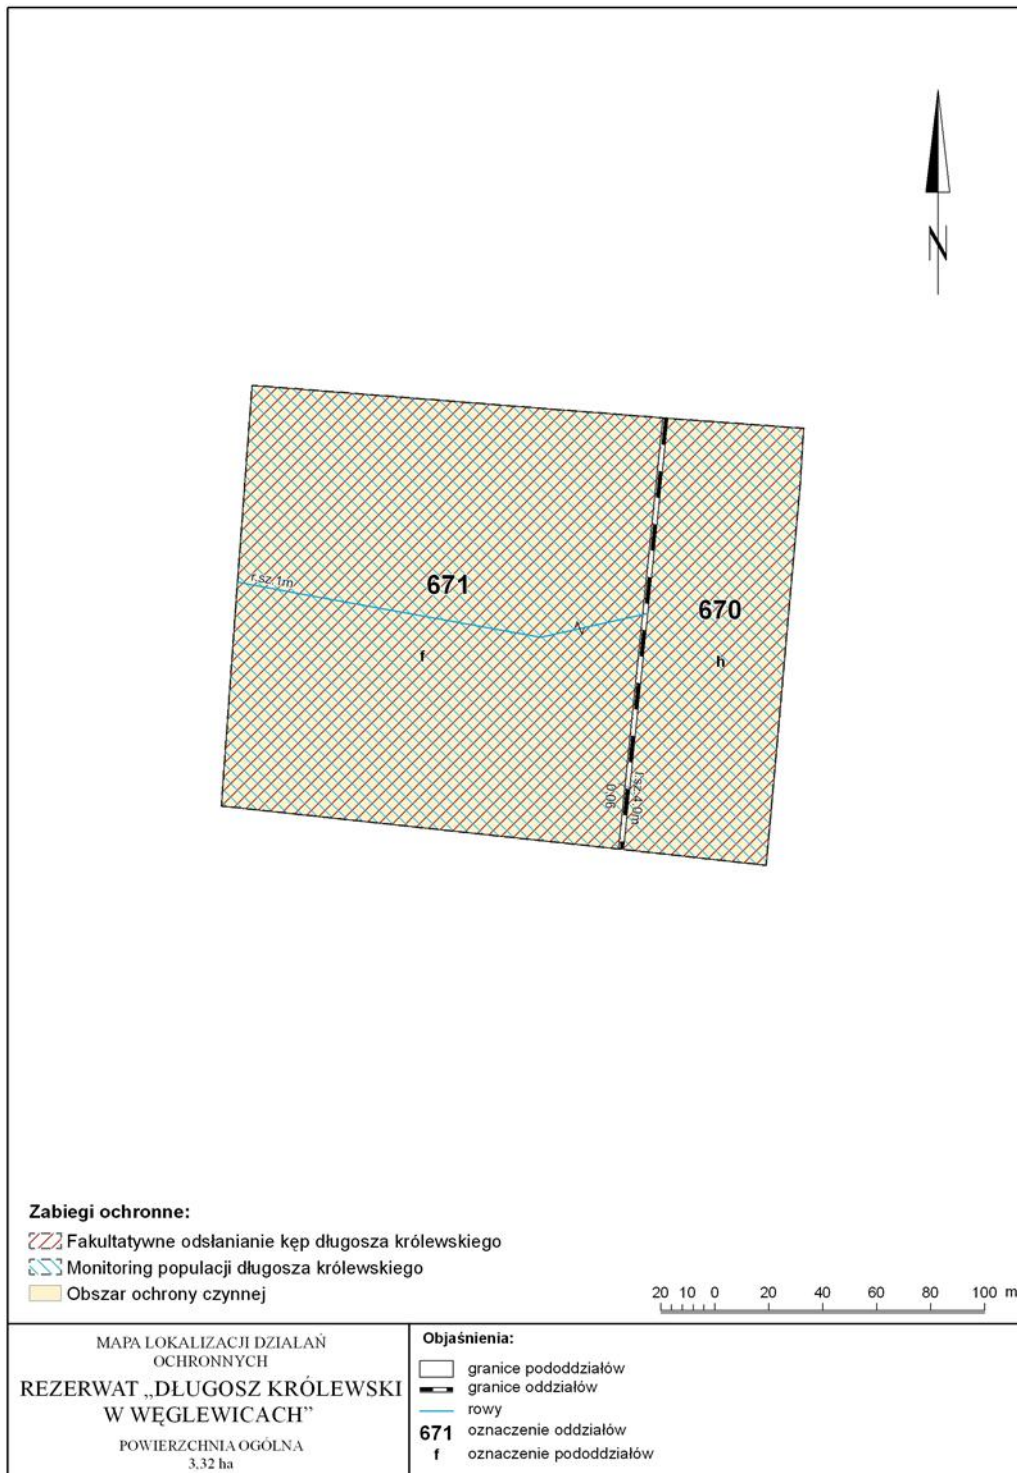 N
r.sz.1m
671
f
N
670
h
l.sz.4.0m
0.06
Zabiegi ochronne:
Fakultatywne odsłanianie kęp długosza królewskiego
Monitoring populacji długosza królewskiego
Obszar ochrony czynnej
20 10 0 20 40 60 80 100 m
MAPA LOKALIZACJI DZIAŁAŃ
OCHRONNYCH
REZERWAT „DŁUGOSZ KRÓLEWSKI
W WĘGLEWICACH”
POWIERZCHNIA OGÓLNA
3,32 ha
Objaśnienia:
granice pododdziałów
granice oddziałów
rowy
671 oznaczenie oddziałów
f oznaczenie pododdziałów